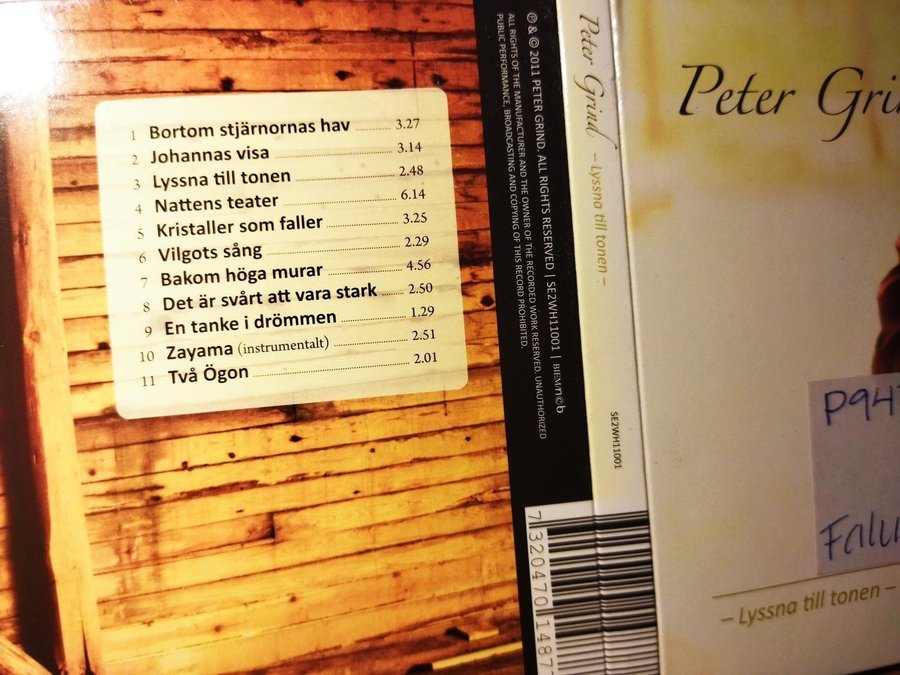 1 Bortom stjärnornas hav 3.27
2 Johannas visa 3.14
3 Lyssna till tonen 2.48
4 Nattens teater 6.14
5 Kristaller som faller 3.25
6 Vilgots sång 2.29
7 Bakom höga murar 4.56
8 Det är svårt att vara stark 2.50
9 En tanke i drömmen 1.29
10 Zayama (instrumentalt) 2.51
11 Två Ögon 2.01
℗ & © 2011 PETER GRIND. ALL RIGHTS RESERVED | SE2WH11001 | BIEM n©b
ALL RIGHTS OF THE MANUFACTURER AND THE OWNER OF THE RECORDED WORK RESERVED. UNAUTHORIZED
PUBLIC PERFORMANCE, BROADCASTING AND COPYING OF THIS RECORD PROHIBITED.
7 320470 1487
Peter Grind – Lyssna till tonen –
SE2WH11001
Peter Gri
P94
Falu
– Lyssna till tonen –